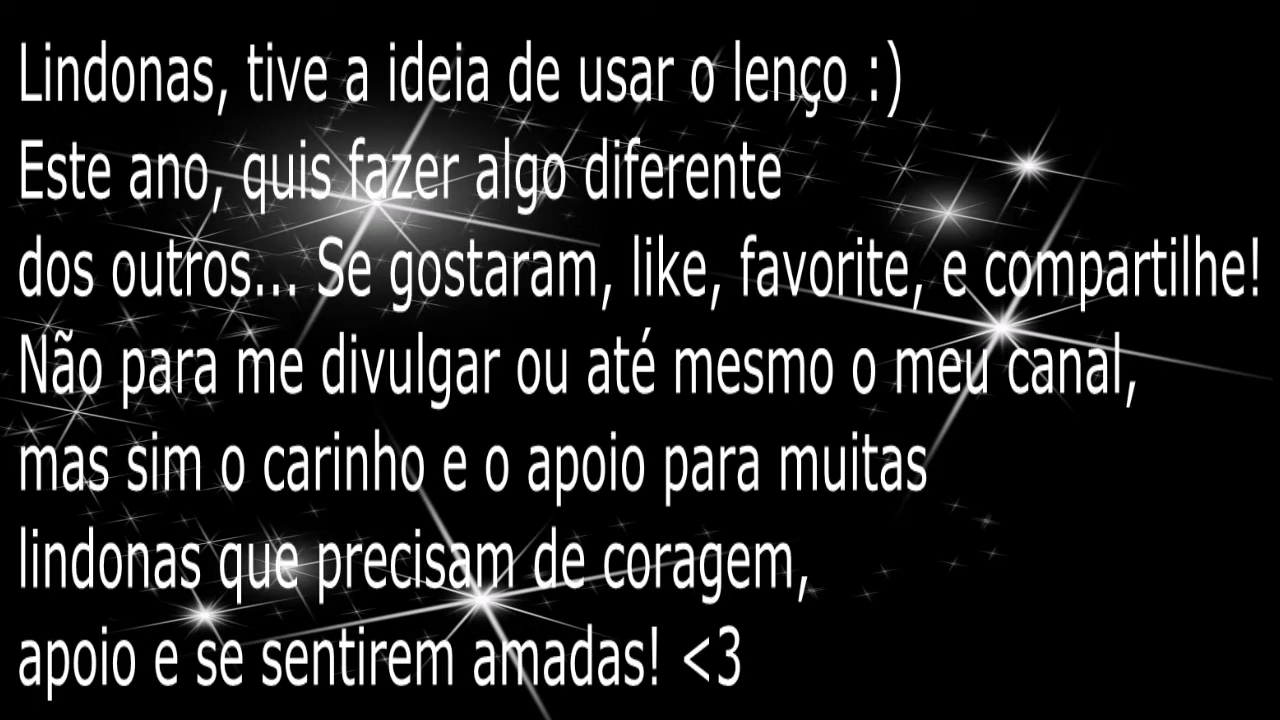 Lindonas, tive a ideia de usar o lenço :)
Este ano, quis fazer algo diferente
dos outros... Se gostaram, like, favorite, e compartilhe!
Não para me divulgar ou até mesmo o meu canal,
mas sim o carinho e o apoio para muitas
lindonas que precisam de coragem,
apoio e se sentirem amadas! <3